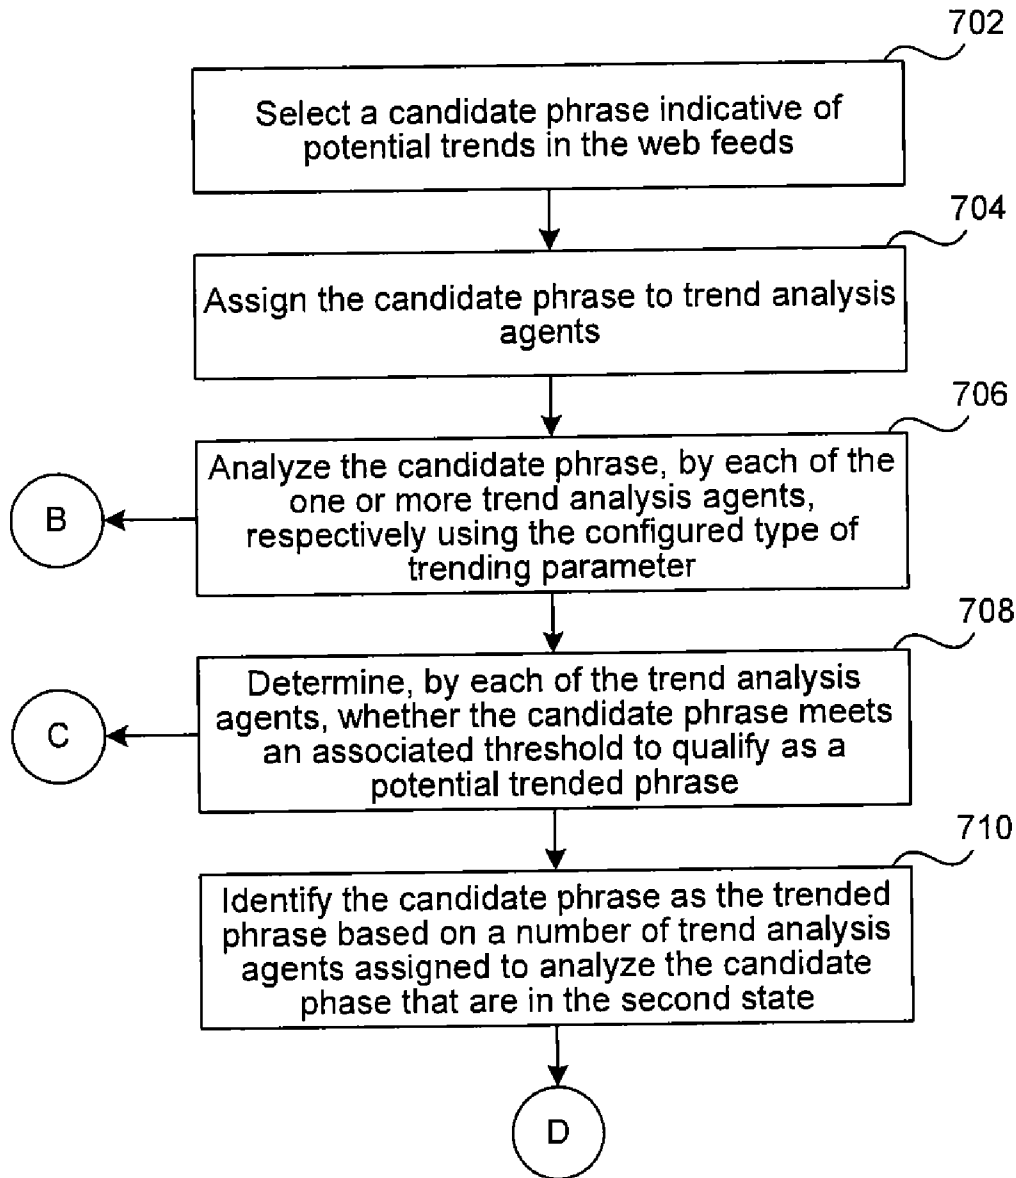 702
Select a candidate phrase indicative of
potential trends in the web feeds
704
Assign the candidate phrase to trend analysis
agents
706
Analyze the candidate phrase, by each of the
one or more trend analysis agents,
respectively using the configured type of
trending parameter
B
708
Determine, by each of the trend analysis
agents, whether the candidate phrase meets
an associated threshold to qualify as a
potential trended phrase
C
710
Identify the candidate phrase as the trended
phrase based on a number of trend analysis
agents assigned to analyze the candidate
phase that are in the second state
D